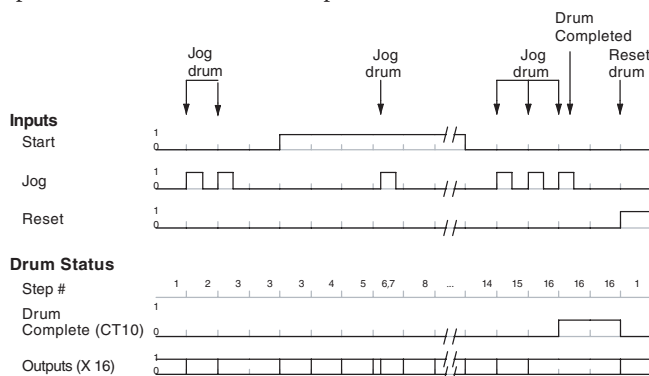 Drum
Completed
Jog
drum
Jog
drum
Jog
drum
Reset
drum
Inputs
Start
1
0
Jog
1
0
Reset
1
0
Drum Status
Step #
1 2 3 3 4 5 6,7 8 ... 14 15 16 16 16 1
Drum
Complete (CT10)
1
0
Outputs (X 16)
1
0